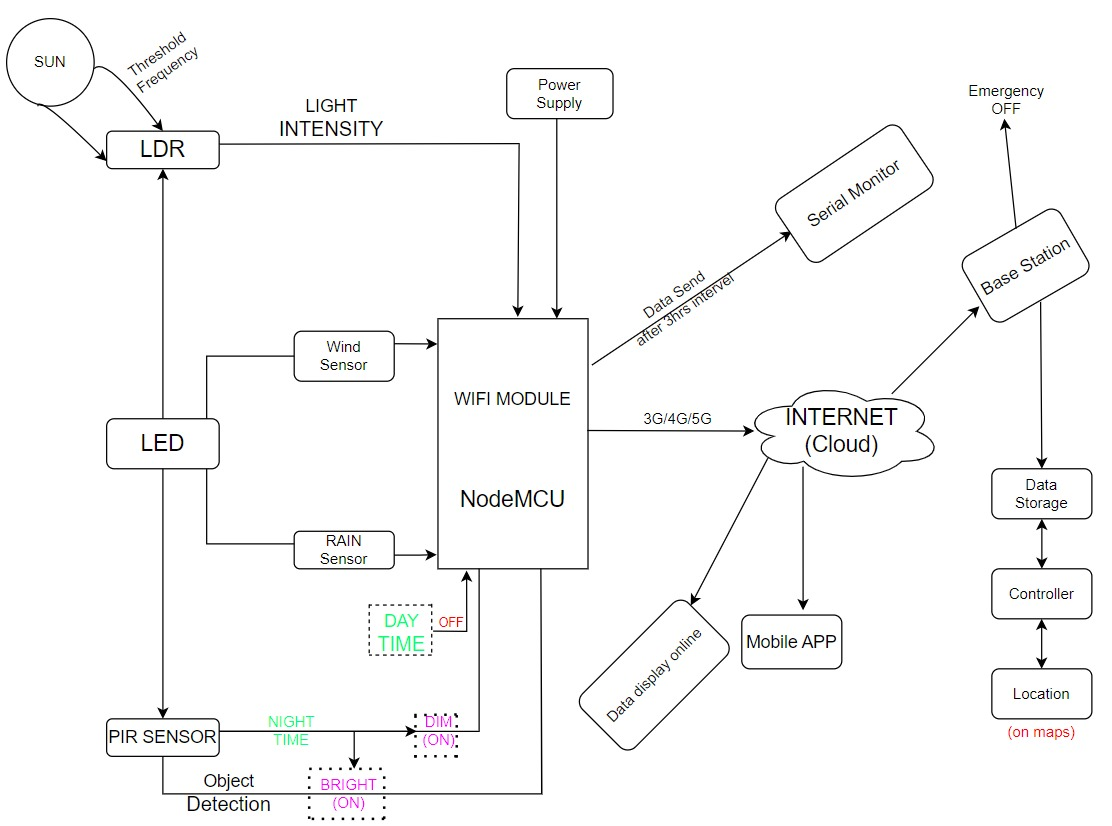 SUN
Threshold
Frequency
LDR
LIGHT
INTENSITY
Power
Supply
Serial Monitor
Emergency
OFF
Base Station
Data Send
after 3hrs intervel
Wind
Sensor
WIFI MODULE
NodeMCU
3G/4G/5G
INTERNET
(Cloud)
LED
RAIN
Sensor
Data
Storage
Controller
Location
(on maps)
DAY
TIME
OFF
Data display online
Mobile APP
PIR SENSOR
NIGHT
TIME
DIM
(ON)
Object
Detection
BRIGHT
(ON)